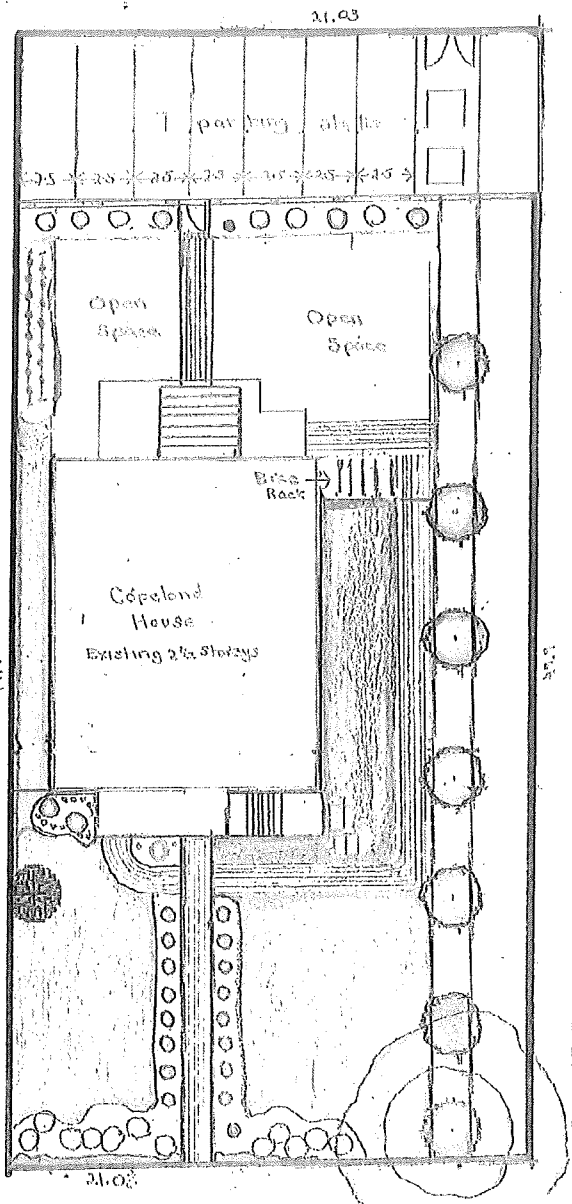 21.03
7 parking stalls
2.5 2.5 2.5 2.5 2.5 2.5 2.5
Open
Space
Open
Space
Bike
Rack
Copeland
House
Existing 2½ Storeys
21.03